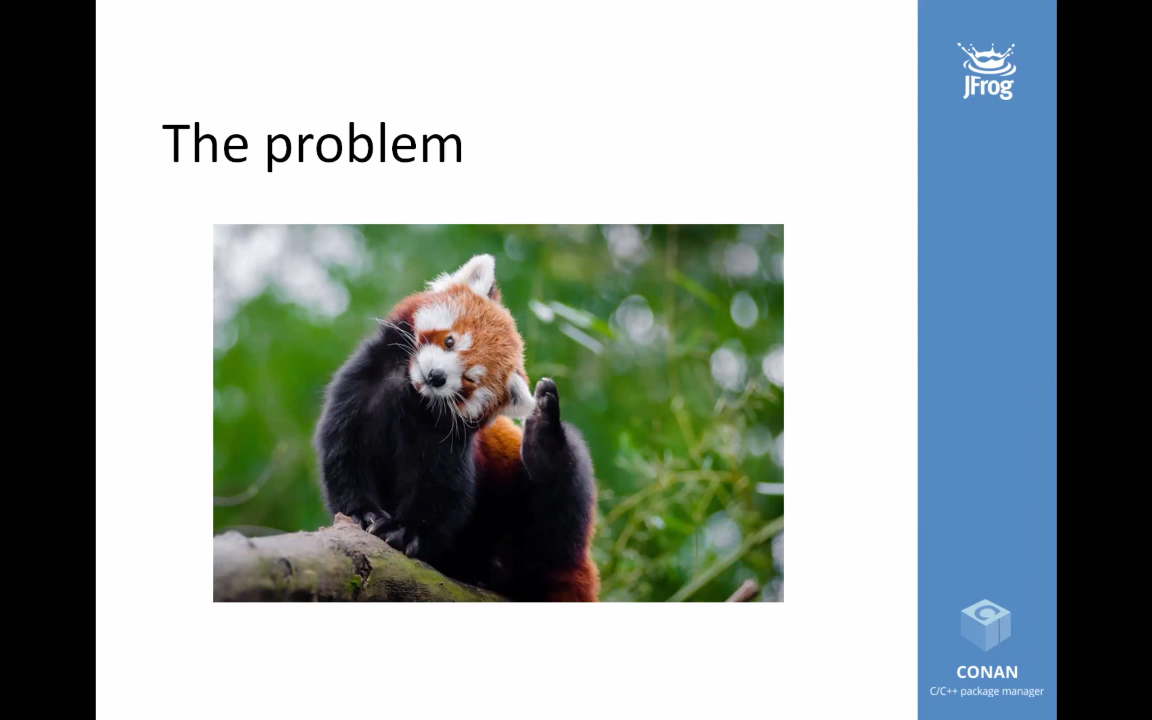 The problem
JFrog
CONAN
C/C++ package manager